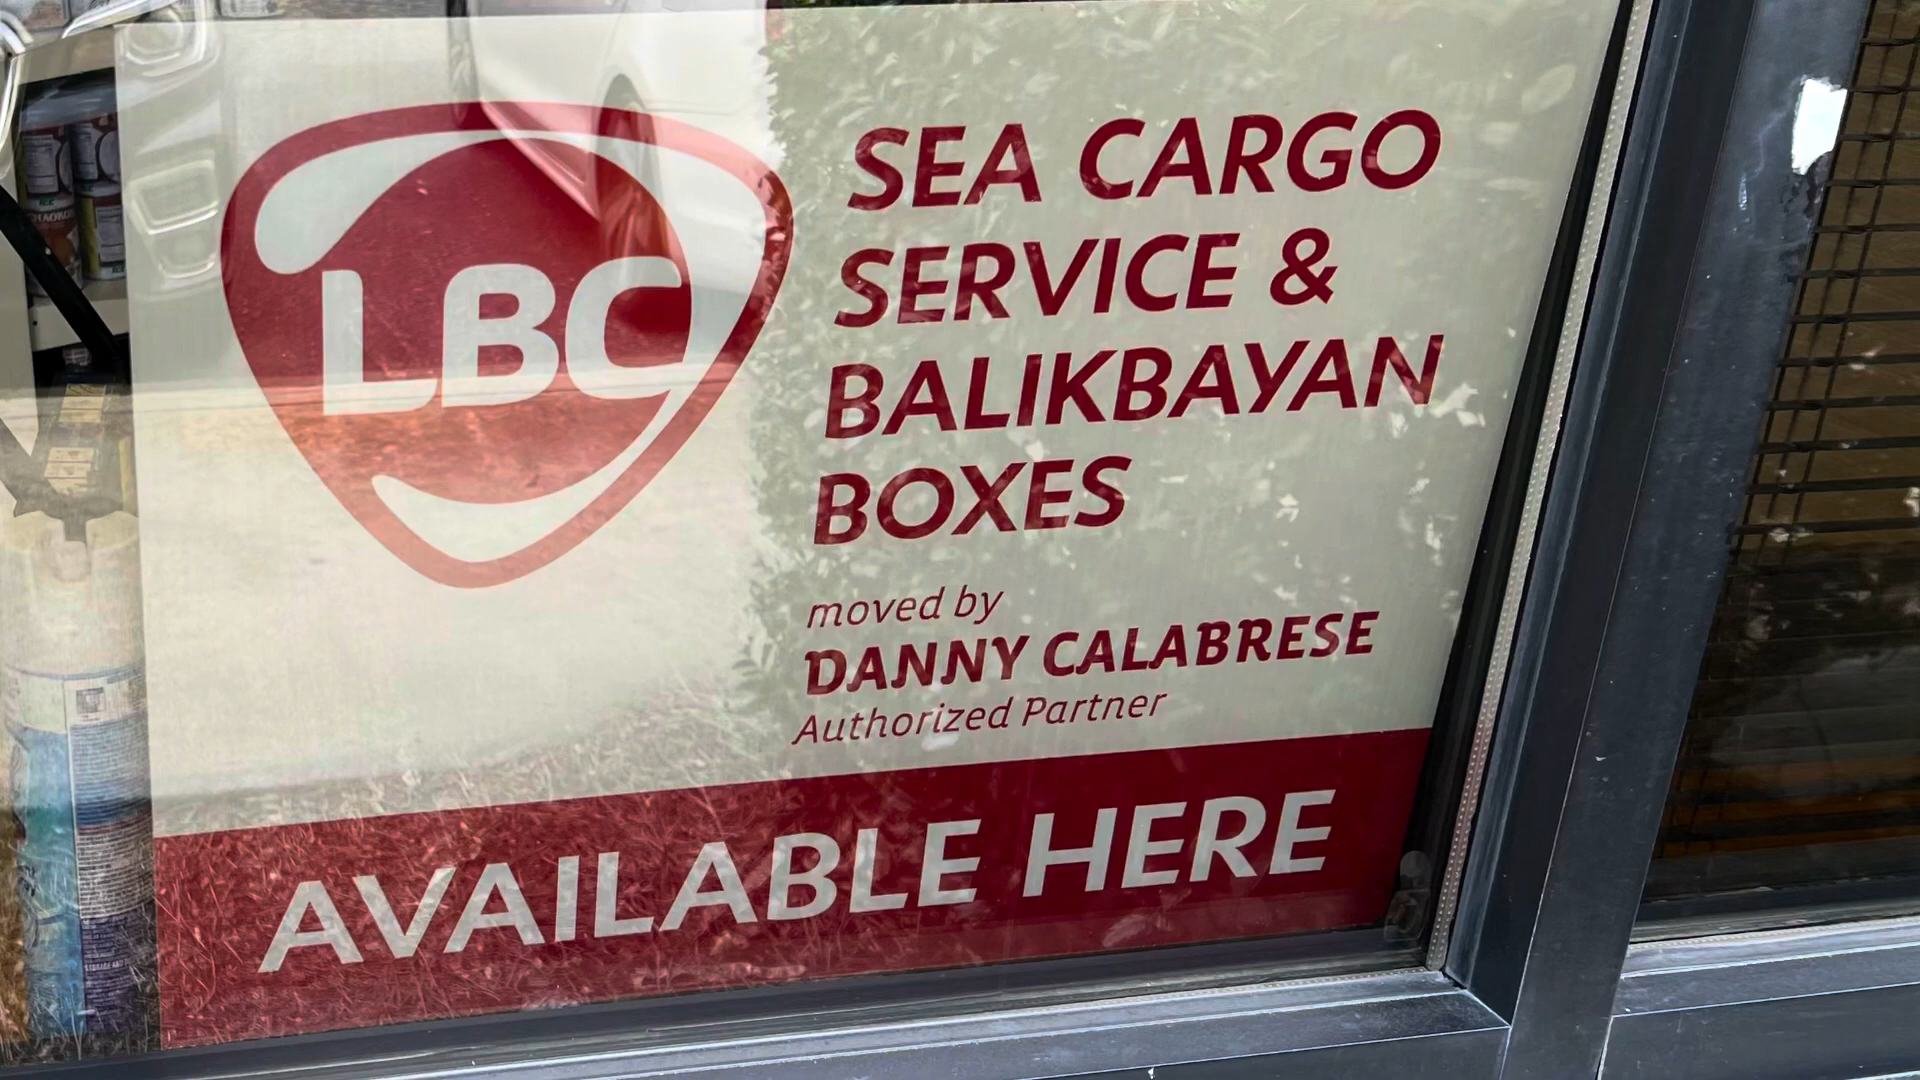 LBC
SEA CARGO
SERVICE &
BALIKBAYAN
BOXES
moved by
DANNY CALABRESE
Authorized Partner
AVAILABLE HERE